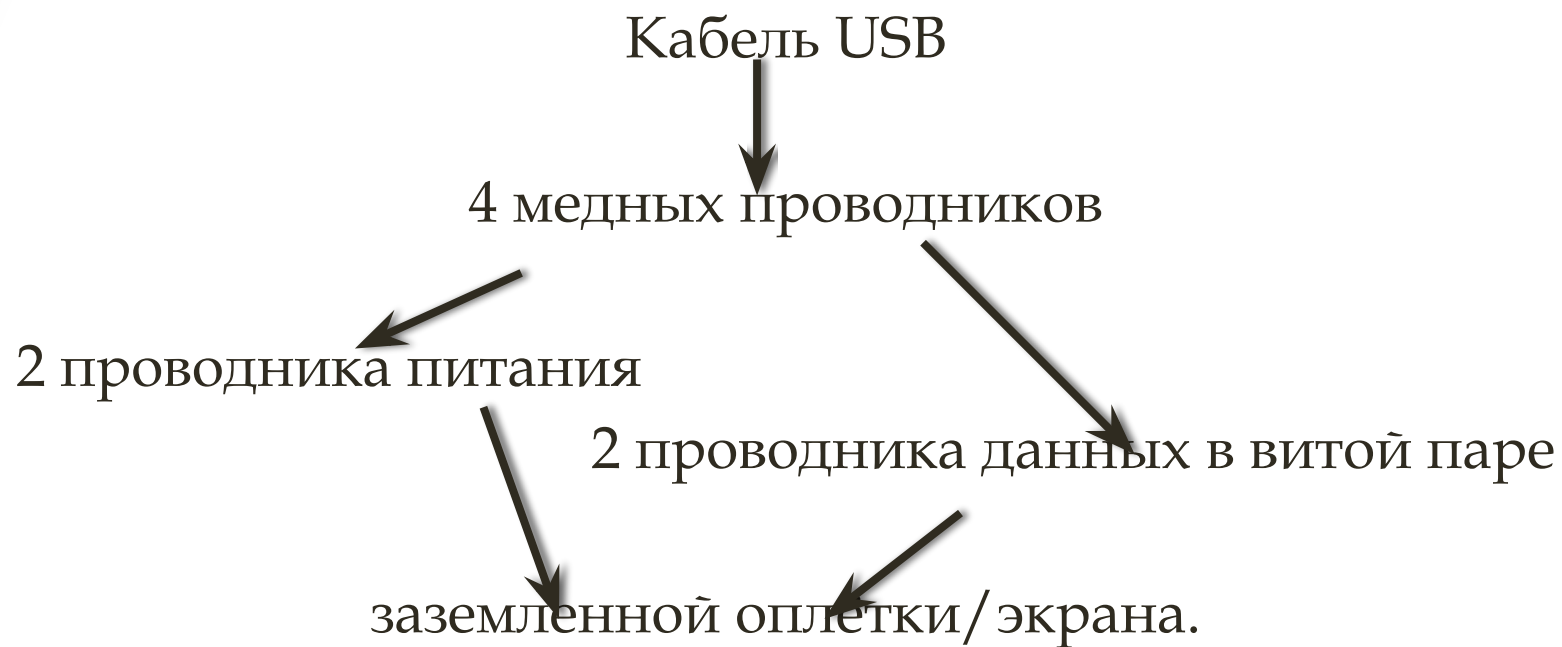 Кабель USB
4 медных проводников
2 проводника питания
2 проводника данных в витой паре
заземленной оплетки/экрана.